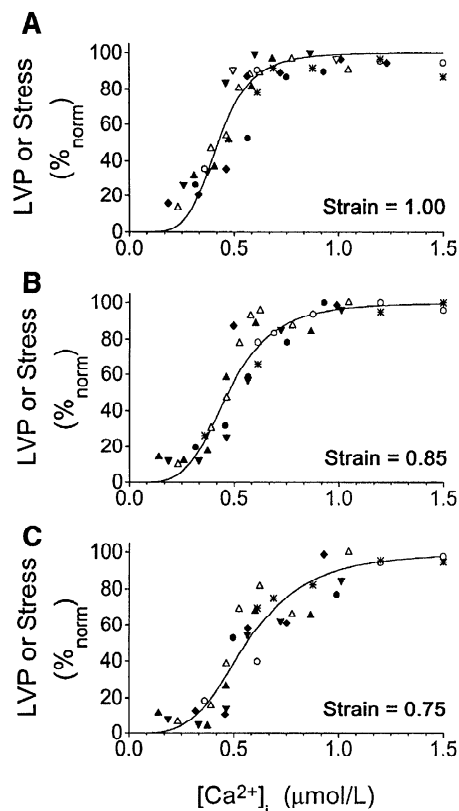 A
LVP or Stress
(%norm)
100
80
60
40
20
0
Strain = 1.00
0.0 0.5 1.0 1.5
B
LVP or Stress
(%norm)
100
80
60
40
20
0
Strain = 0.85
0.0 0.5 1.0 1.5
C
LVP or Stress
(%norm)
100
80
60
40
20
0
Strain = 0.75
0.0 0.5 1.0 1.5
[Ca²⁺]ᵢ (μmol/L)